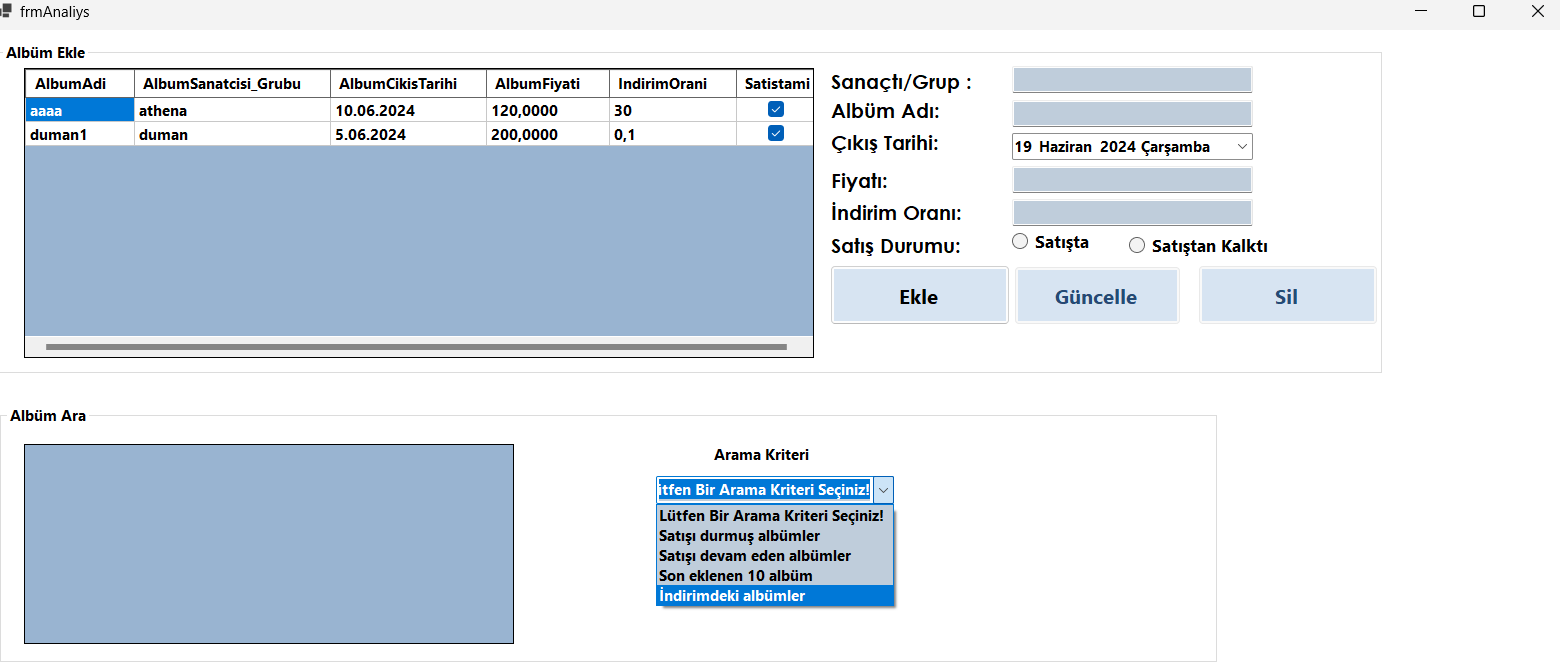 frmAnaliys
Albüm Ekle
AlbumAdi AlbumSanatcisi_Grubu AlbumCikisTarihi AlbumFiyati IndirimOrani Satistami
aaaa athena 10.06.2024 120,0000 30
duman1 duman 5.06.2024 200,0000 0,1
Sanaçtı/Grup :
Albüm Adı:
Çıkış Tarihi: 19 Haziran 2024 Çarşamba
Fiyatı:
İndirim Oranı:
Satış Durumu: Satışta Satıştan Kalktı
Ekle Güncelle Sil
Albüm Ara
Arama Kriteri
itfen Bir Arama Kriteri Seçiniz!
Lütfen Bir Arama Kriteri Seçiniz!
Satışı durmuş albümler
Satışı devam eden albümler
Son eklenen 10 albüm
İndirimdeki albümler